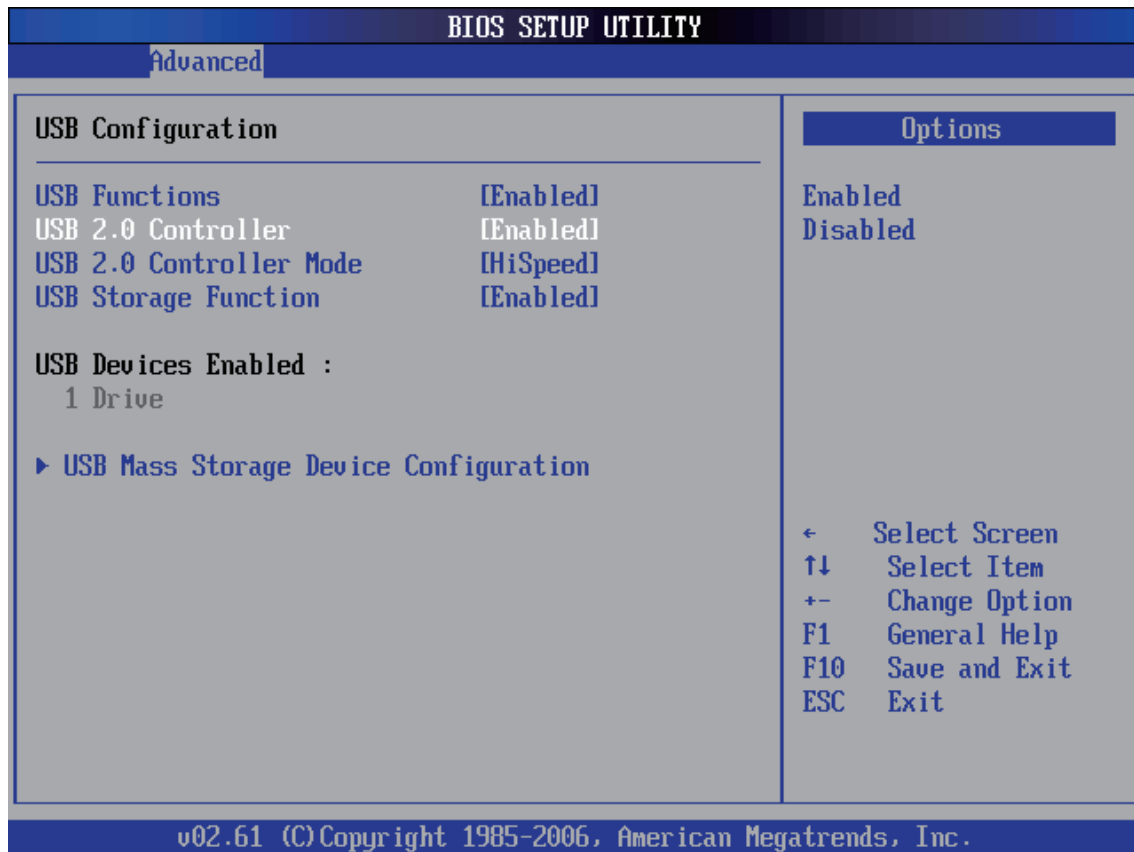 BIOS SETUP UTILITY
Advanced
USB Configuration
USB Functions [Enabled]
USB 2.0 Controller [Enabled]
USB 2.0 Controller Mode [HiSpeed]
USB Storage Function [Enabled]
USB Devices Enabled :
1 Drive
▶ USB Mass Storage Device Configuration
Options
Enabled
Disabled
← Select Screen
↑↓ Select Item
+- Change Option
F1 General Help
F10 Save and Exit
ESC Exit
v02.61 (C)Copyright 1985-2006, American Megatrends, Inc.